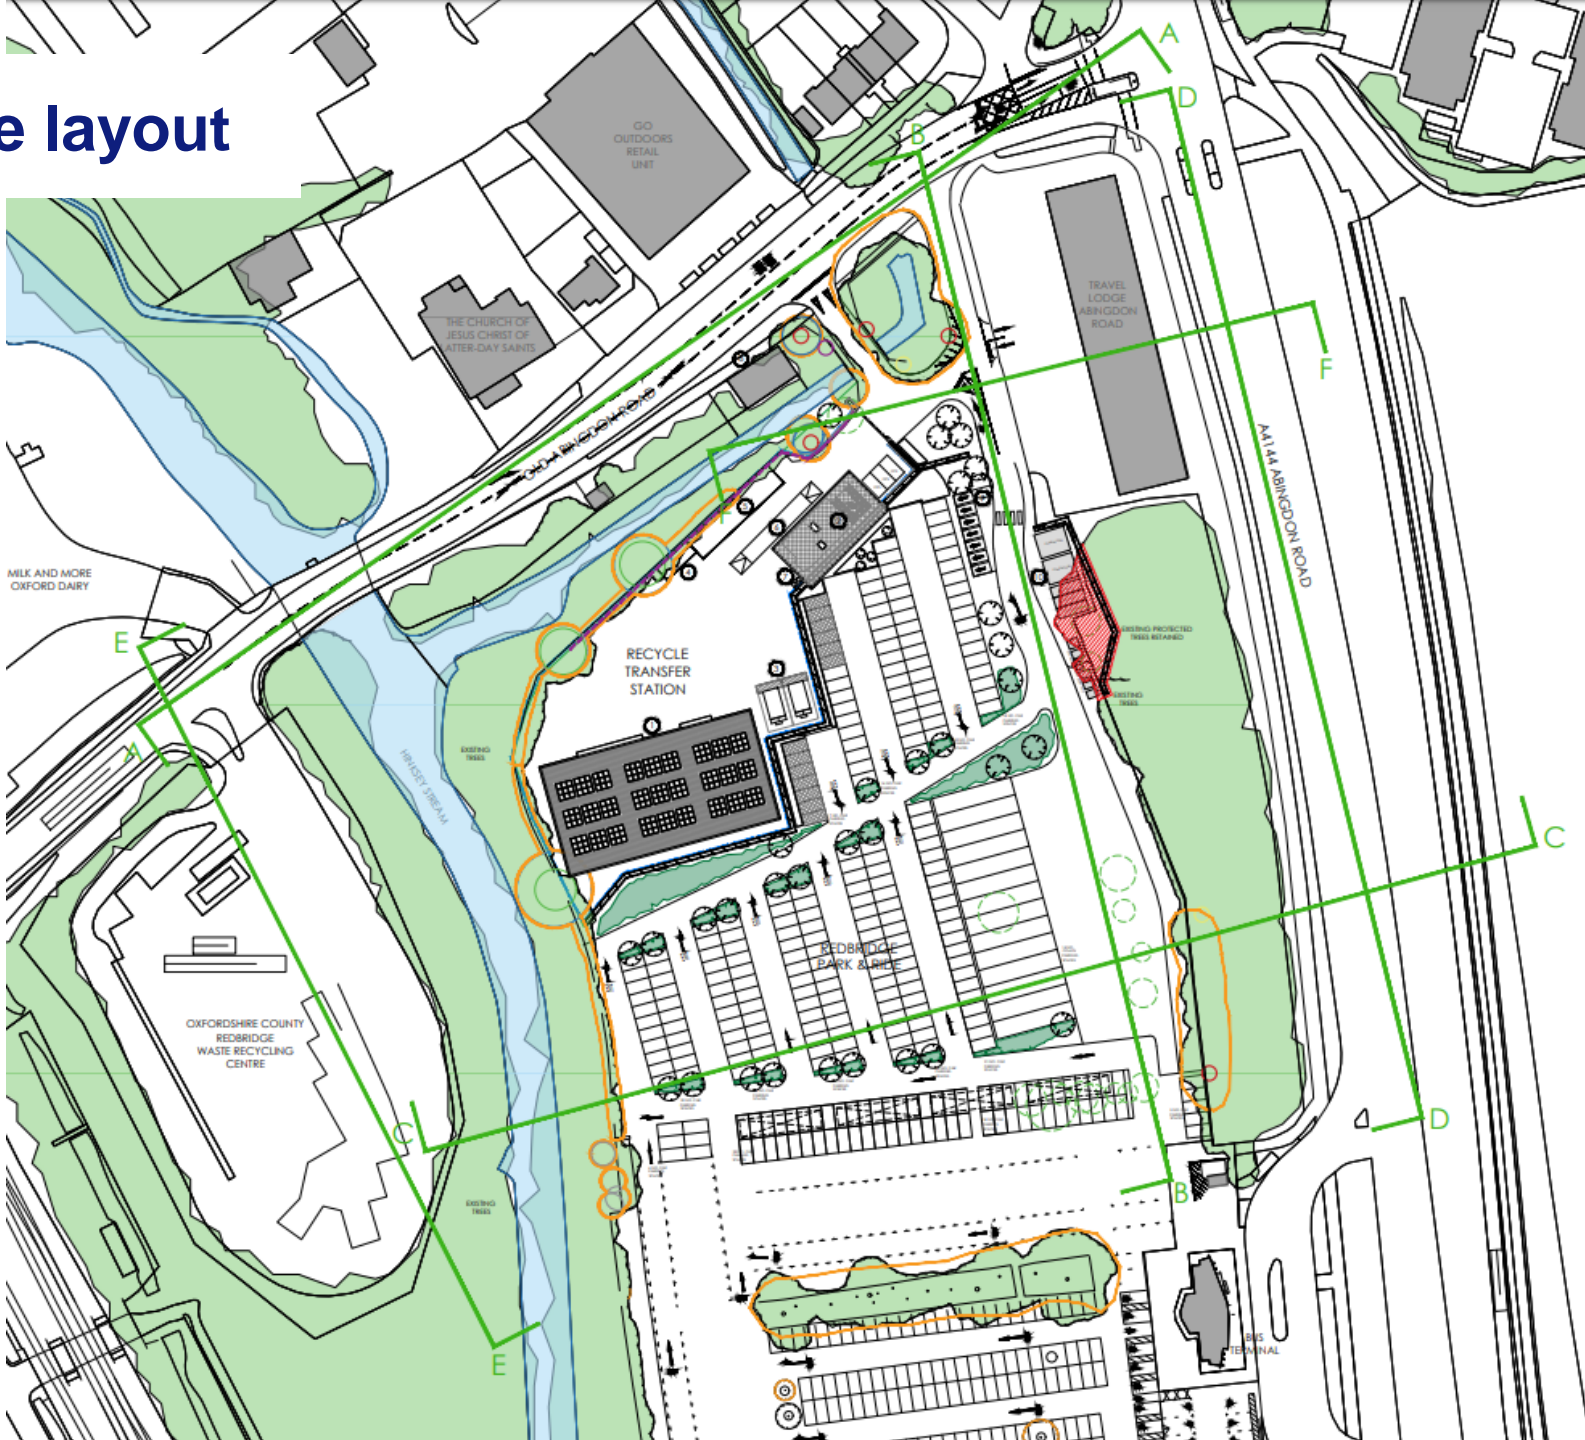 e layout
A
D
B
GO
OUTDOORS
RETAIL
UNIT
TRAVEL
LODGE
ABINGDON
ROAD
THE CHURCH OF
JESUS CHRIST OF
ATTER-DAY SAINTS
F
OLD ABINGDON ROAD
A4144 ABINGDON ROAD
F
MILK AND MORE
OXFORD DAIRY
E
EXISTING PROTECTED
TREES RETAINED
RECYCLE
TRANSFER
STATION
EXISTING
TREES
A
EXISTING
TREES
HINKSEY STREAM
C
REDBRIDGE
PARK & RIDE
OXFORDSHIRE COUNTY
REDBRIDGE
WASTE RECYCLING
CENTRE
C
D
EXISTING
TREES
B
E
BUS
TERMINAL